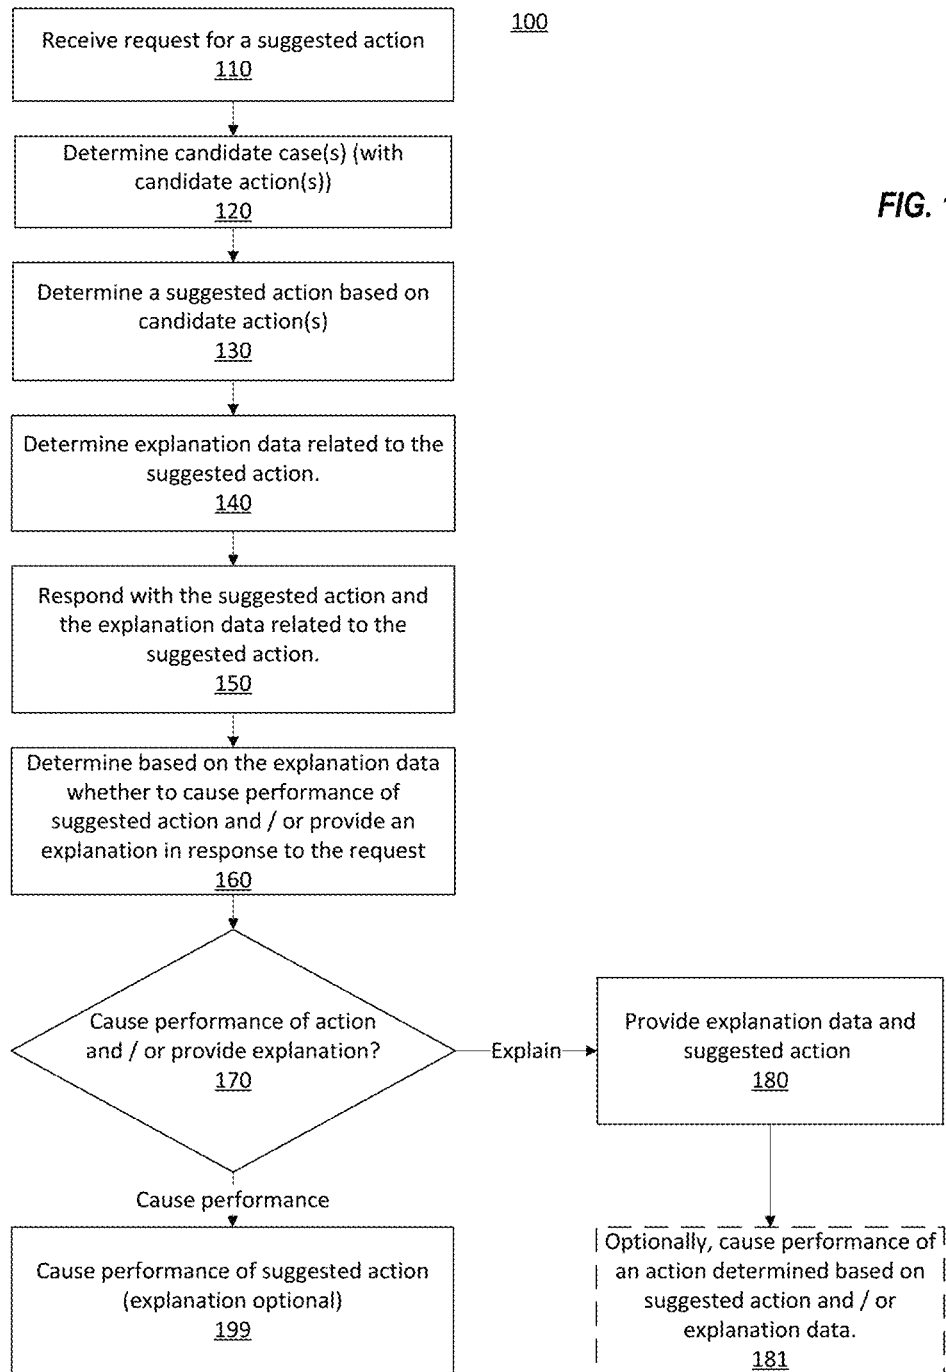 100
Receive request for a suggested action
110
Determine candidate case(s) (with
candidate action(s))
120
FIG.
Determine a suggested action based on
candidate action(s)
130
Determine explanation data related to the
suggested action.
140
Respond with the suggested action and
the explanation data related to the
suggested action.
150
Determine based on the explanation data
whether to cause performance of
suggested action and / or provide an
explanation in response to the request
160
Cause performance of action
and / or provide explanation?
170
Explain
Provide explanation data and
suggested action
180
Cause performance
Cause performance of suggested action
(explanation optional)
199
Optionally, cause performance of
an action determined based on
suggested action and / or
explanation data.
181